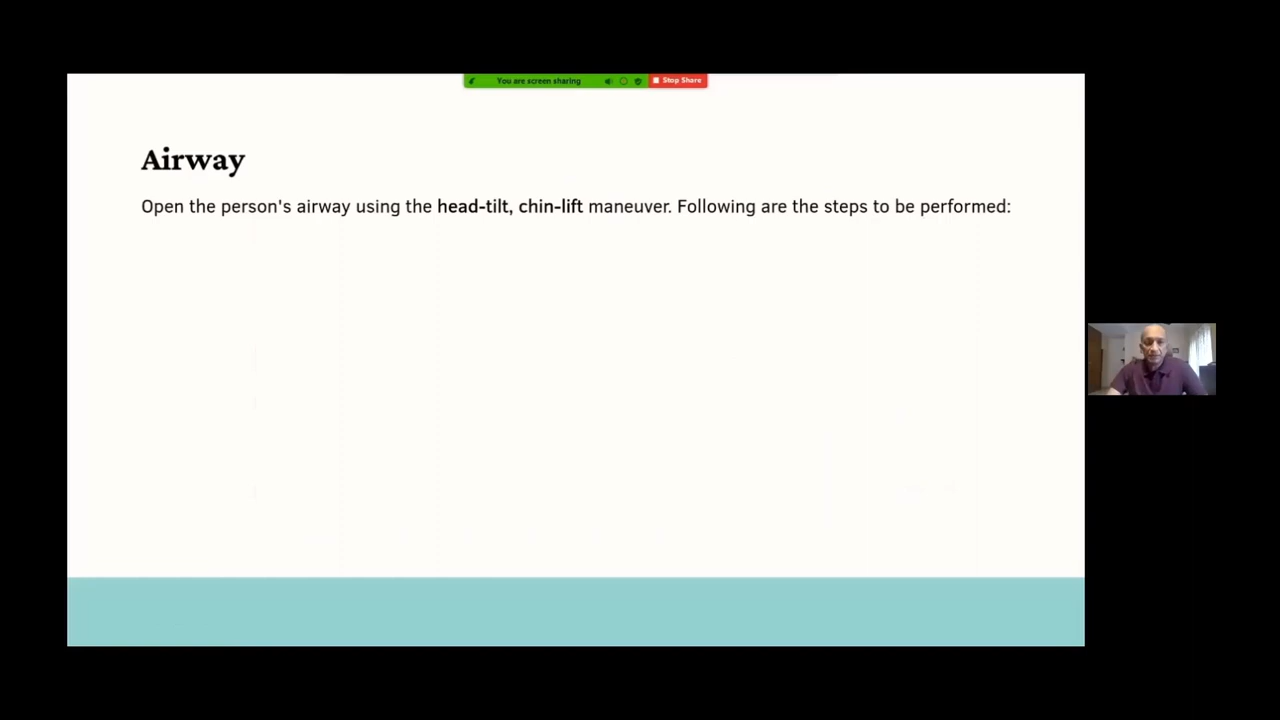 You are screen sharing
Stop Share
Airway
Open the person's airway using the head-tilt, chin-lift maneuver. Following are the steps to be performed: